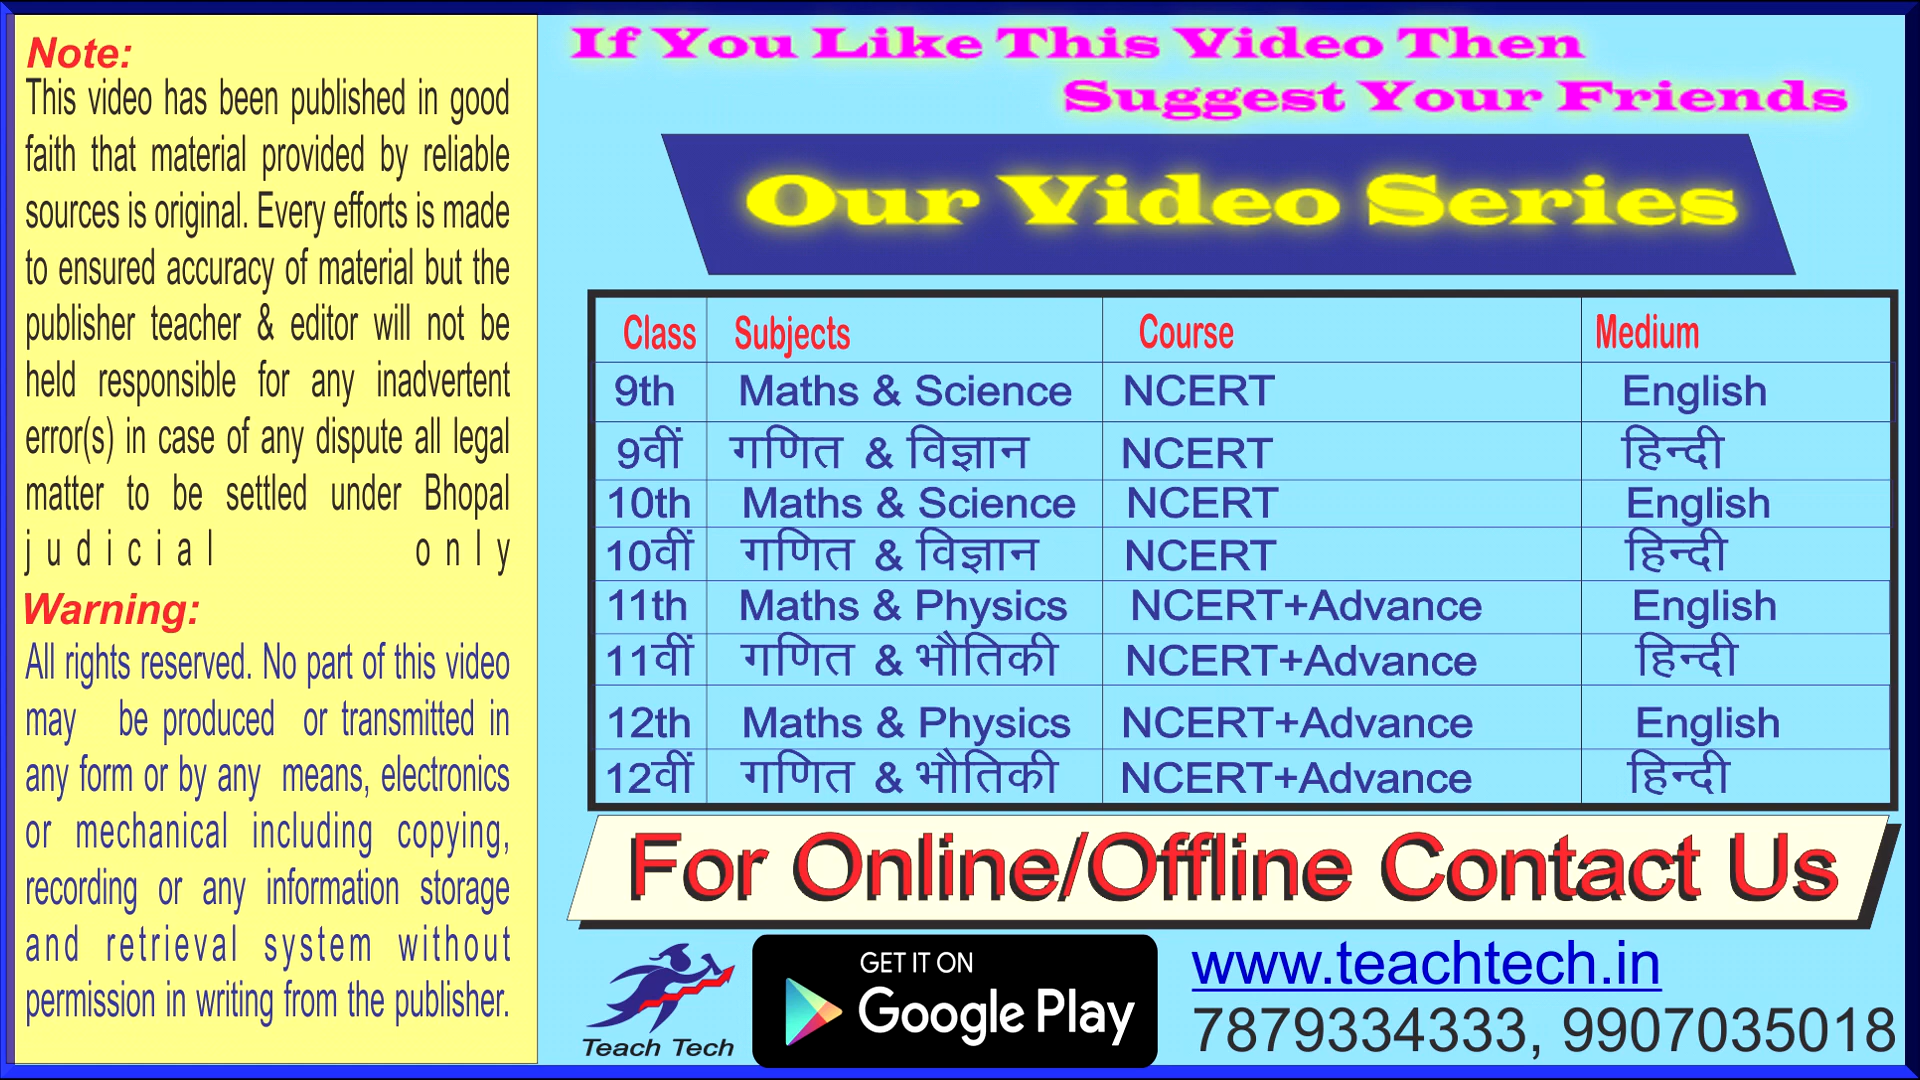 Note:
This video has been published in good
faith that material provided by reliable
sources is original. Every efforts is made
to ensured accuracy of material but the
publisher teacher & editor will not be
held responsible for any inadvertent
error(s) in case of any dispute all legal
matter to be settled under Bhopal
judicial only
Warning:
All rights reserved. No part of this video
may be produced or transmitted in
any form or by any means, electronics
or mechanical including copying,
recording or any information storage
and retrieval system without
permission in writing from the publisher.
If You Like This Video Then
Suggest Your Friends
Our Video Series
Class Subjects Course Medium
9th Maths & Science NCERT English
9वीं गणित & विज्ञान NCERT हिन्दी
10th Maths & Science NCERT English
10वीं गणित & विज्ञान NCERT हिन्दी
11th Maths & Physics NCERT+Advance English
11वीं गणित & भौतिकी NCERT+Advance हिन्दी
12th Maths & Physics NCERT+Advance English
12वीं गणित & भौतिकी NCERT+Advance हिन्दी
For Online/Offline Contact Us
Teach Tech
GET IT ON
Google Play
www.teachtech.in
7879334333, 9907035018